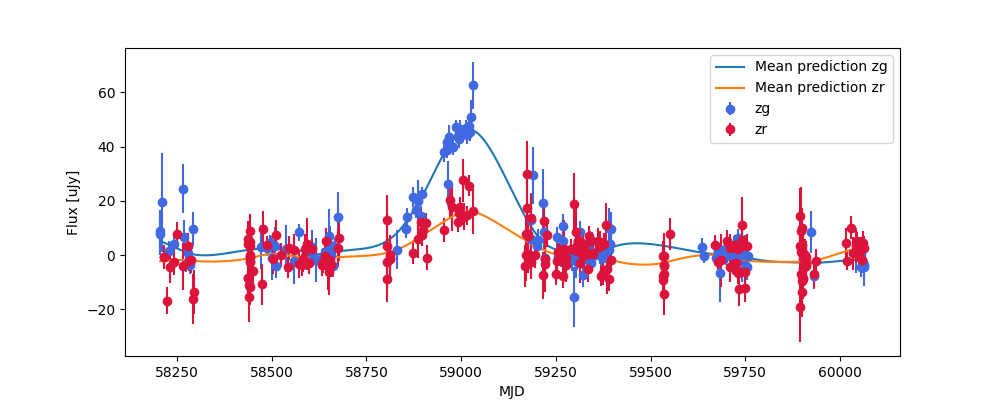 Mean prediction zg
Mean prediction zr
zg
zr
Flux [uJy]
60
40
20
0
−20
58250 58500 58750 59000 59250 59500 59750 60000
MJD